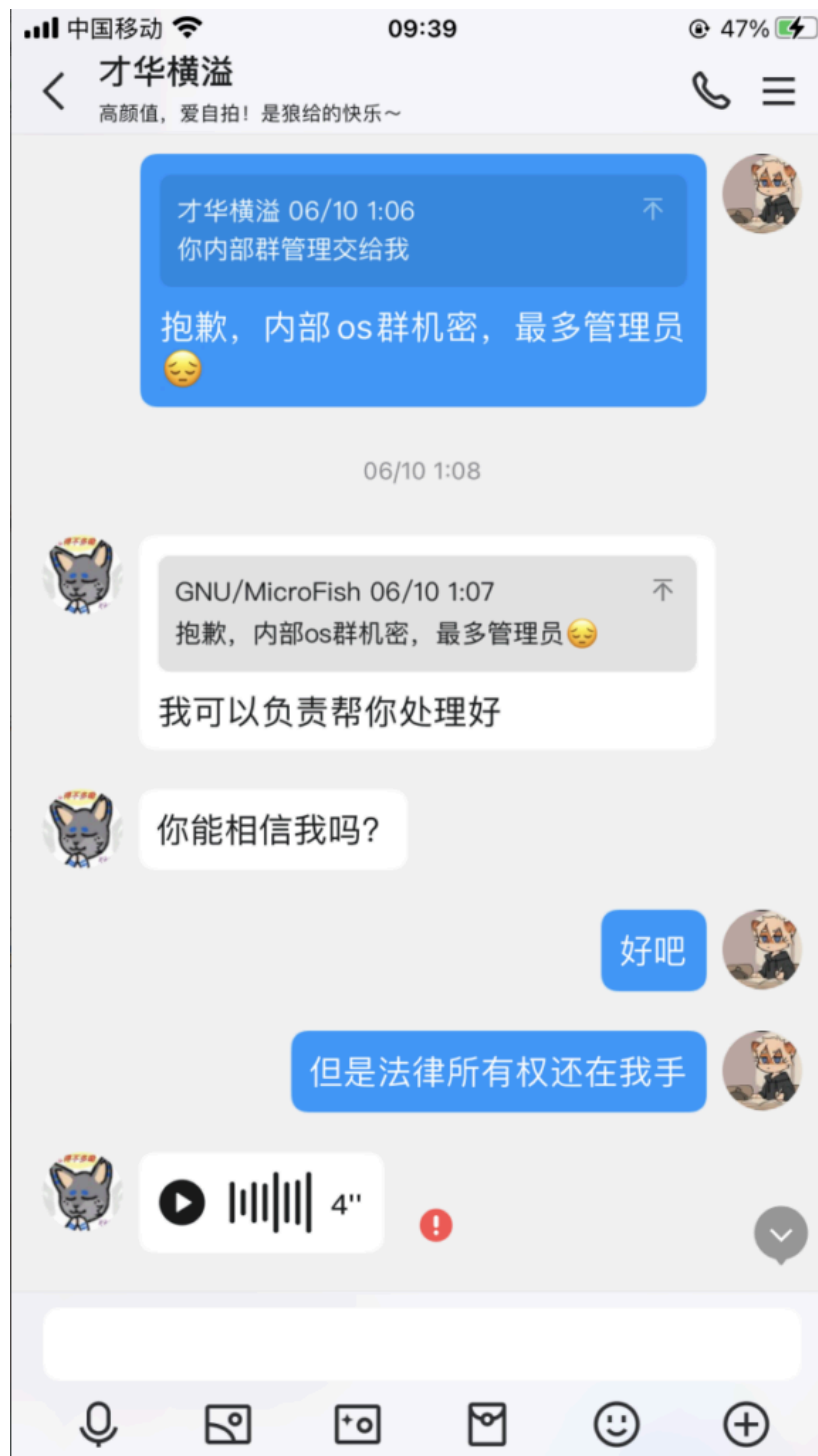 中国移动 09:39 47%
才华横溢
高颜值，爱自拍！是狼给的快乐～
才华横溢 06/10 1:06
你内部群管理交给我
抱歉，内部os群机密，最多管理员
😔
06/10 1:08
GNU/MicroFish 06/10 1:07
抱歉，内部os群机密，最多管理员😔
我可以负责帮你处理好
你能相信我吗？
好吧
但是法律所有权还在我手
4''